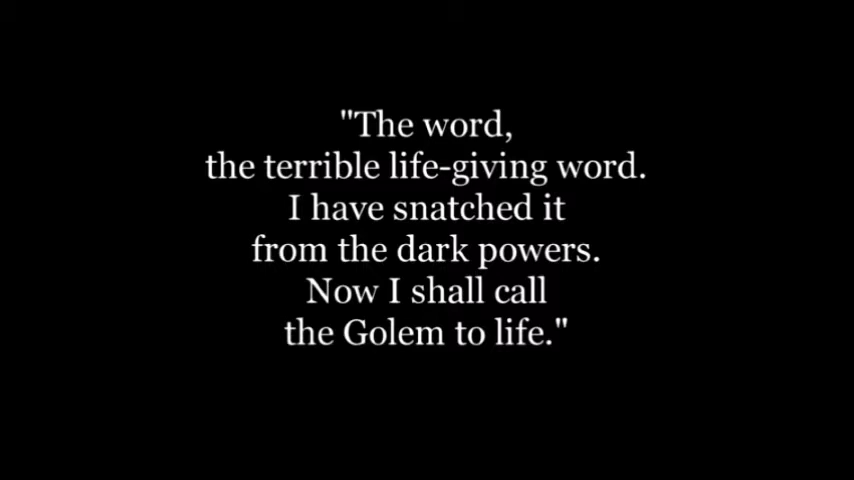 "The word,
the terrible life-giving word.
I have snatched it
from the dark powers.
Now I shall call
the Golem to life."